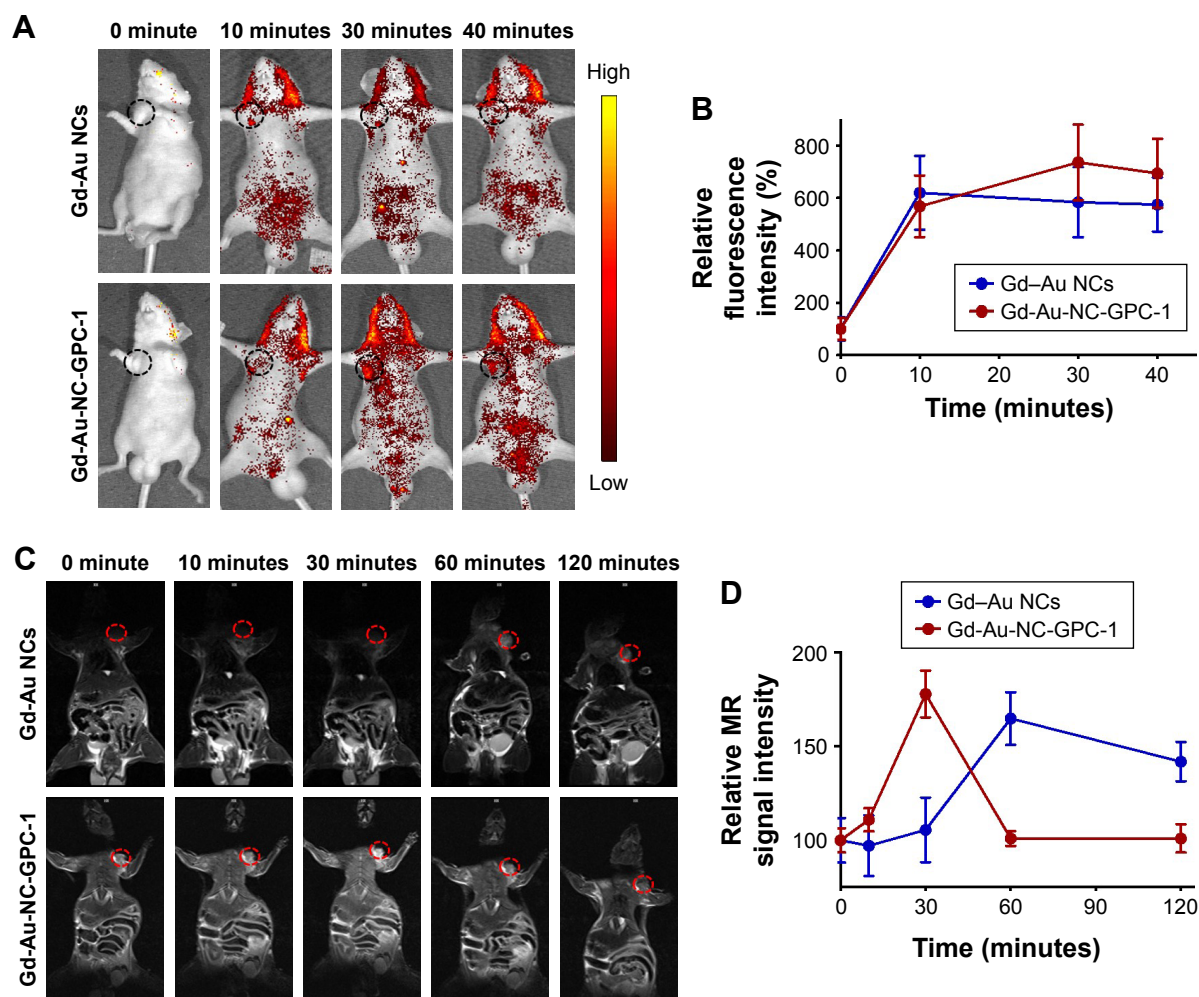 A
0 minute 10 minutes 30 minutes 40 minutes
Gd-Au NCs
Gd-Au-NC-GPC-1
High
Low
B
Relative
fluorescence
intensity (%)
800
600
400
200
0
0 10 20 30 40
Time (minutes)
Gd–Au NCs
Gd-Au-NC-GPC-1
C
0 minute 10 minutes 30 minutes 60 minutes 120 minutes
Gd-Au NCs
Gd-Au-NC-GPC-1
D
Gd–Au NCs
Gd-Au-NC-GPC-1
Relative MR
signal intensity
200
150
100
0 30 60 90 120
Time (minutes)